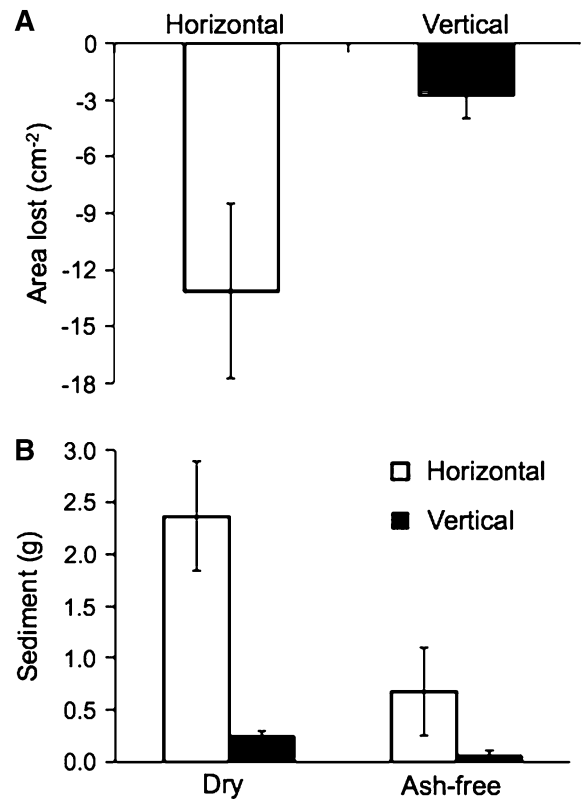 A
Horizontal Vertical
0
-3
-6
-9
-12
-15
-18
Area lost (cm-2)
B
3.0
2.5
2.0
1.5
1.0
0.5
0.0
Sediment (g)
Horizontal
Vertical
Dry Ash-free